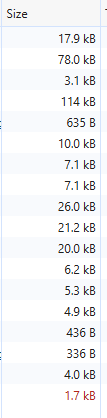 Size
17.9 kB
78.0 kB
3.1 kB
114 kB
635 B
10.0 kB
7.1 kB
7.1 kB
26.0 kB
21.2 kB
20.0 kB
6.2 kB
5.3 kB
4.9 kB
436 B
336 B
4.0 kB
1.7 kB